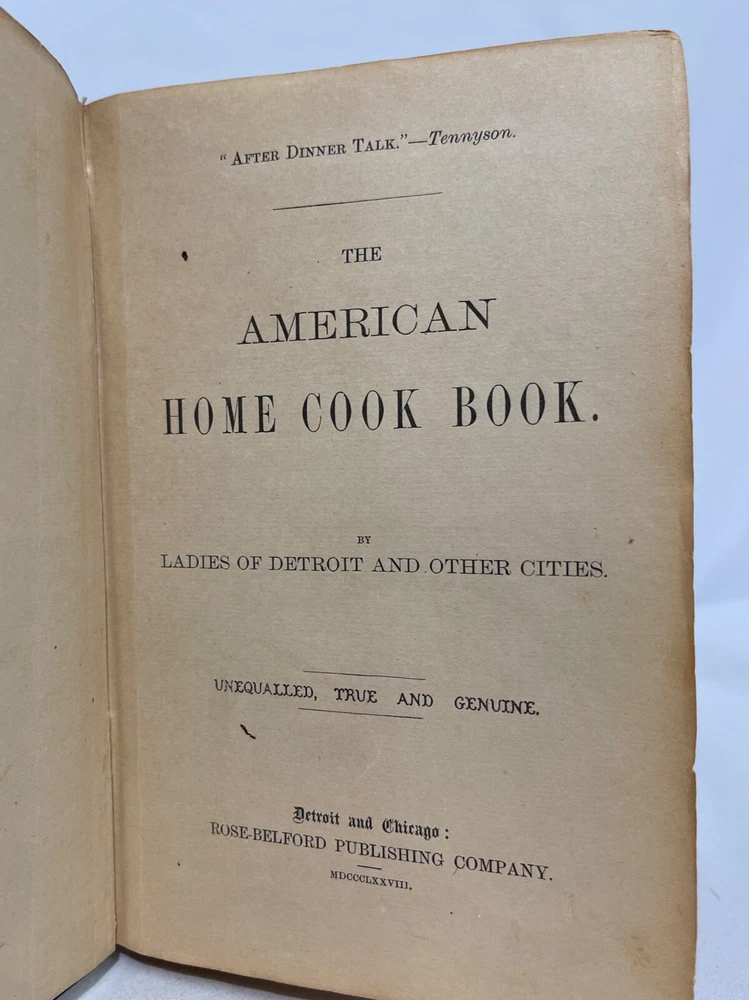 "AFTER DINNER TALK."—Tennyson.
THE
AMERICAN
HOME COOK BOOK.
BY
LADIES OF DETROIT AND OTHER CITIES.
UNEQUALLED, TRUE AND GENUINE.
Detroit and Chicago:
ROSE-BELFORD PUBLISHING COMPANY.
MDCCCLXXVIII.